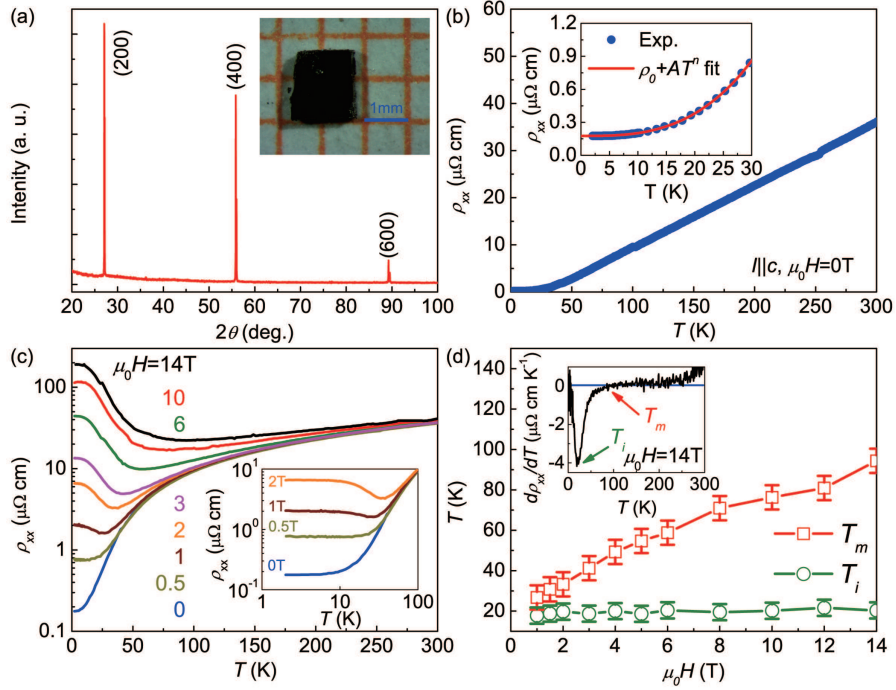 (a)
Intenity (a. u.)
(200)
(400)
(600)
1mm
20 30 40 50 60 70 80 90 100
2θ (deg.)
(b)
ρxx (μΩ cm)
60
50
40
30
20
10
0
1.2
0.9
0.6
0.3
0.0
ρxx (μΩ cm)
Exp.
ρ0+ATⁿ fit
0 5 10 15 20 25 30
T (K)
I||c, μ0H=0T
0 50 100 150 200 250 300
T (K)
(c)
ρxx (μΩ cm)
100
10
1
0.1
μ0H=14T
10
6
3
2
1
0.5
0
ρxx (μΩ cm)
10¹
10⁰
10⁻¹
2T
1T
0.5T
0T
1 10 100
T (K)
0 50 100 150 200 250 300
T (K)
(d)
T (K)
140
120
100
80
60
40
20
0
dρxx/dT (μΩ cm K⁻¹)
0
-2
-4
Tm
Ti
μ0H=14T
0 100 200 300
T (K)
Tm
Ti
0 2 4 6 8 10 12 14
μ0H (T)